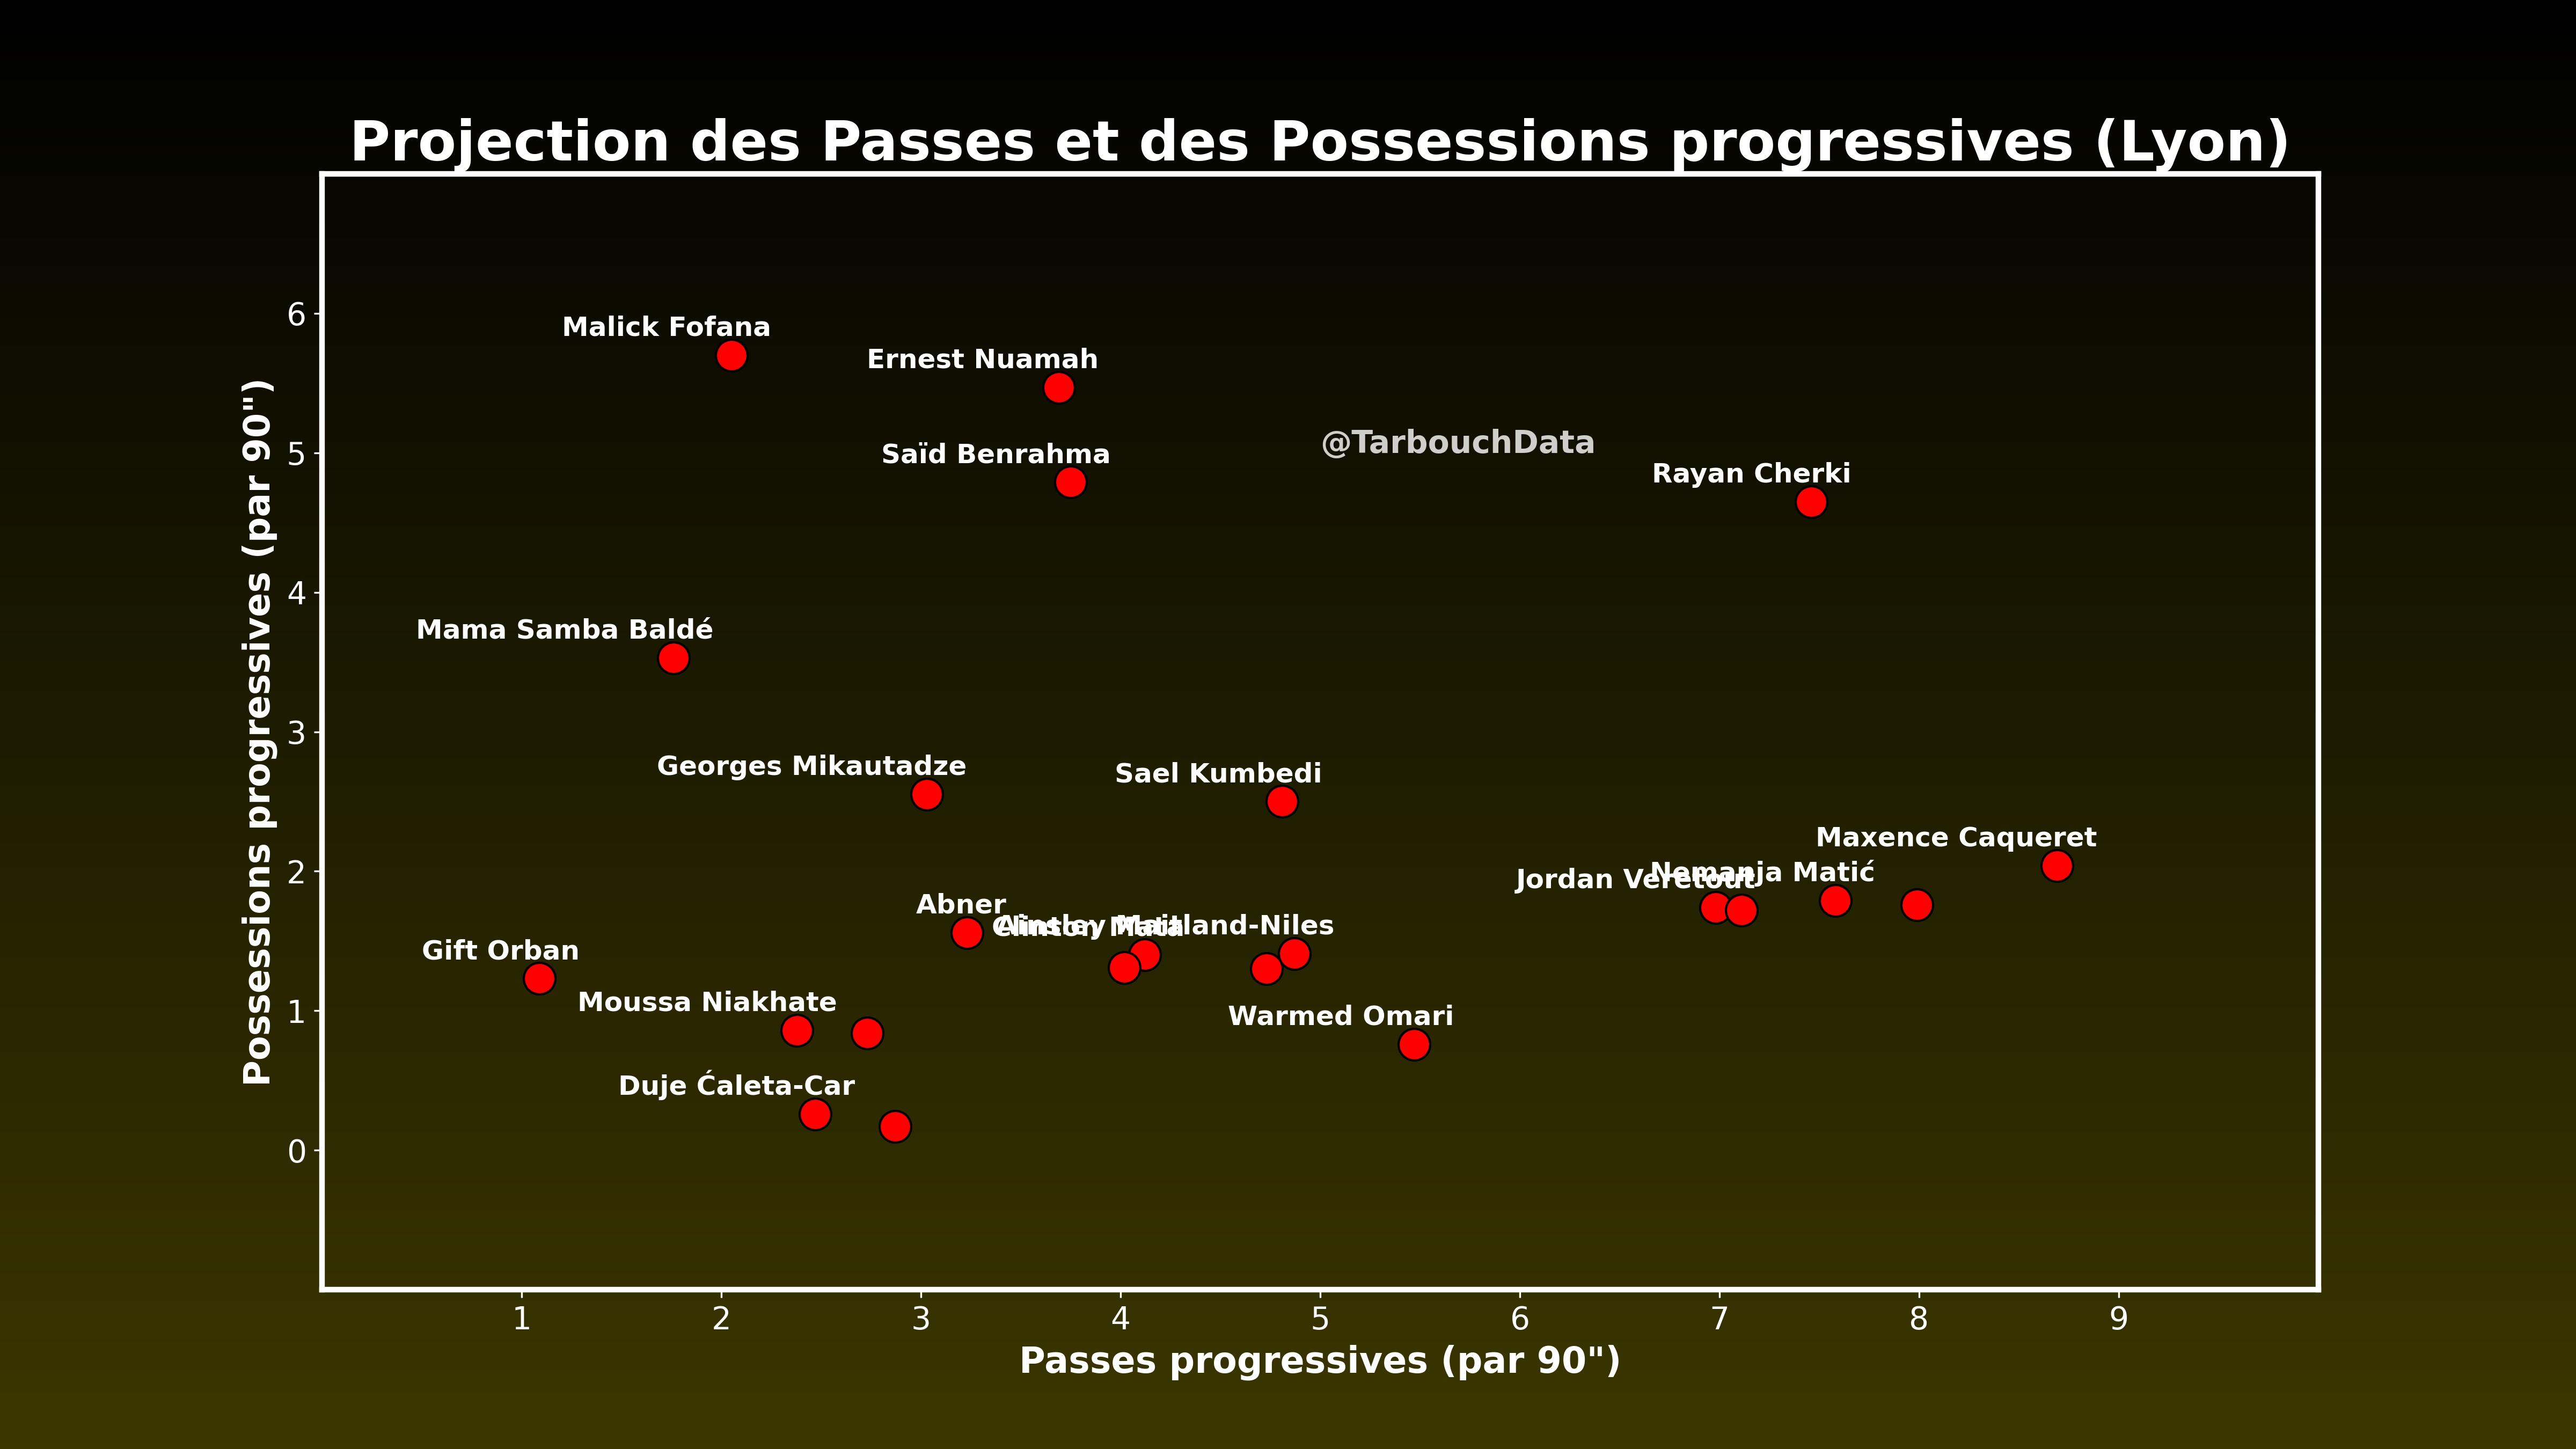 Projection des Passes et des Possessions progressives (Lyon)
Possessions progressives (par 90")
6
5
4
3
2
1
0
Malick Fofana
Ernest Nuamah
@TarbouchData
Saïd Benrahma
Rayan Cherki
Mama Samba Baldé
Georges Mikautadze
Sael Kumbedi
Maxence Caqueret
Nemanja Matić
Jordan Veretout
Abner
Ainsley Maitland-Niles
Clinton Mata
Gift Orban
Moussa Niakhate
Warmed Omari
Duje Ćaleta-Car
1
2
3
4
5
6
7
8
9
Passes progressives (par 90")